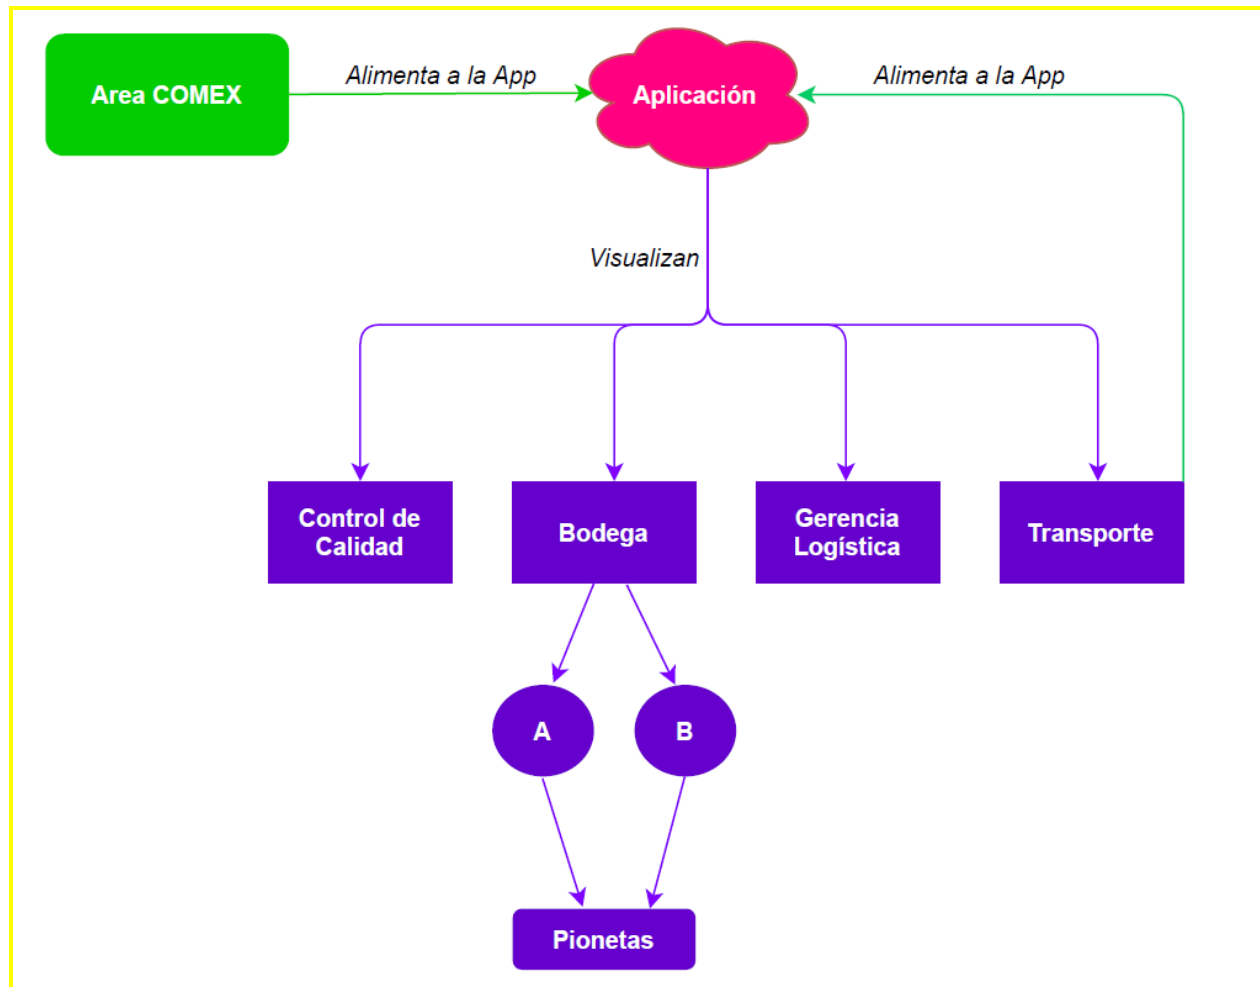 Area COMEX
Alimenta a la App
Aplicación
Alimenta a la App
Visualizan
Control de
Calidad
Bodega
Gerencia
Logística
Transporte
A
B
Pionetas